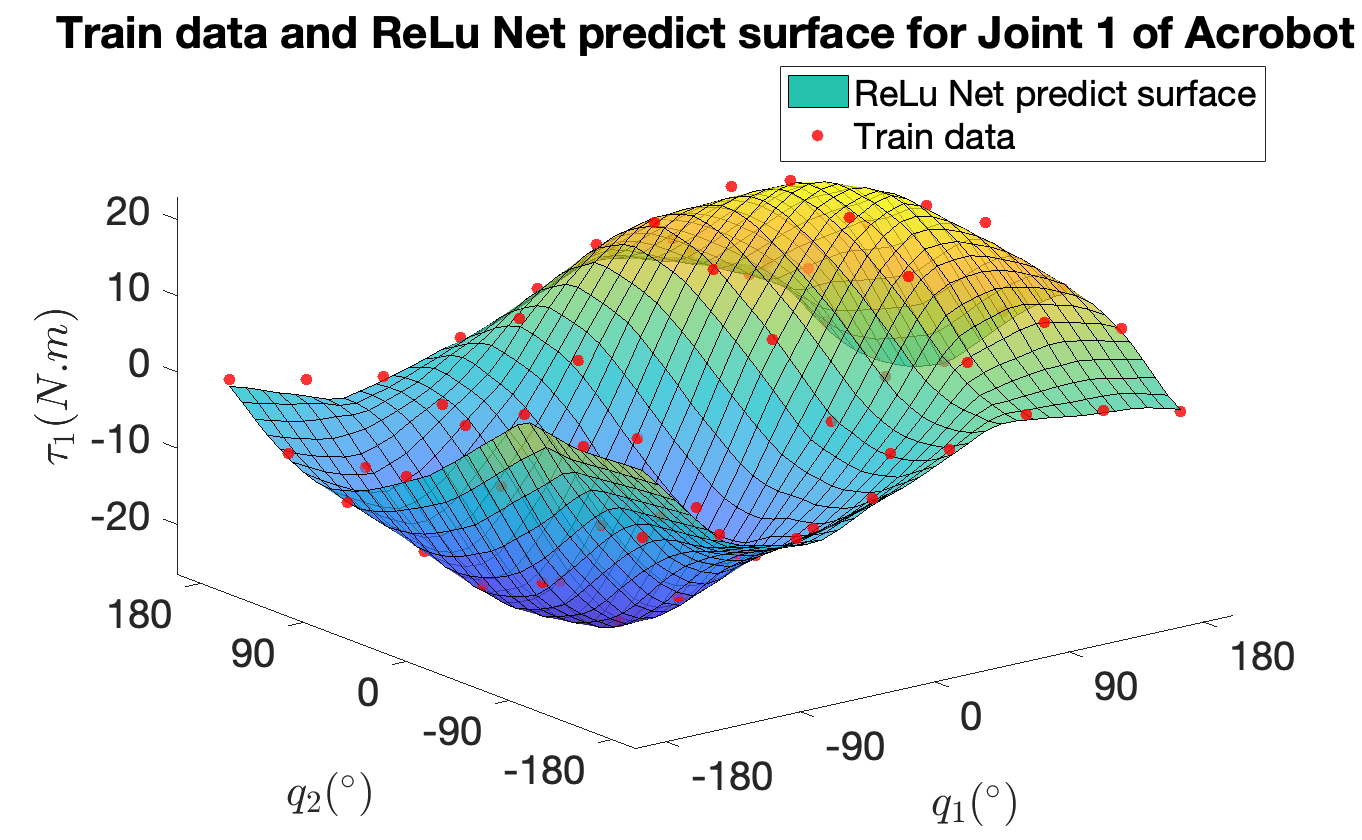 Train data and ReLu Net predict surface for Joint 1 of Acrobot
ReLu Net predict surface
Train data
20
10
0
-10
-20
τ₁(N.m)
180
90
0
-90
-180
q₂(°)
-180
-90
0
90
180
q₁(°)